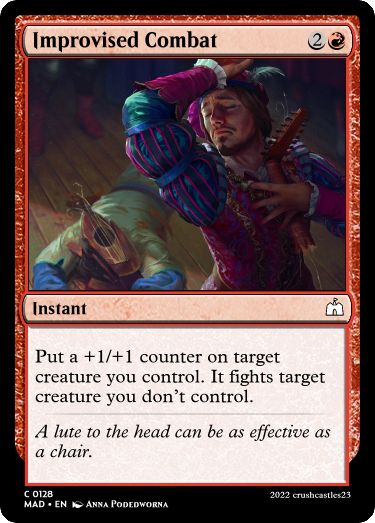 Improvised Combat 2
Instant
Put a +1/+1 counter on target
creature you control. It fights target
creature you don't control.
A lute to the head can be as effective as
a chair.
C 0128
MAD • EN Anna Podedworna
2022 crushcastles23